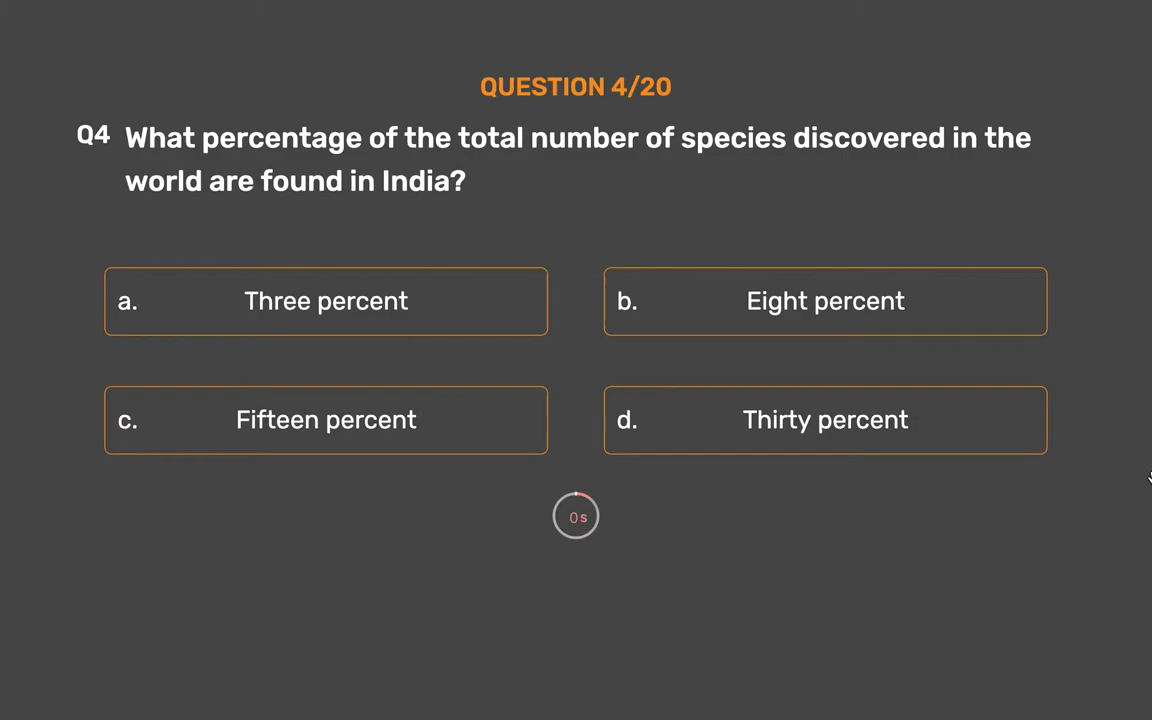 QUESTION 4/20
Q4 What percentage of the total number of species discovered in the
world are found in India?
a. Three percent
b. Eight percent
c. Fifteen percent
d. Thirty percent
0s